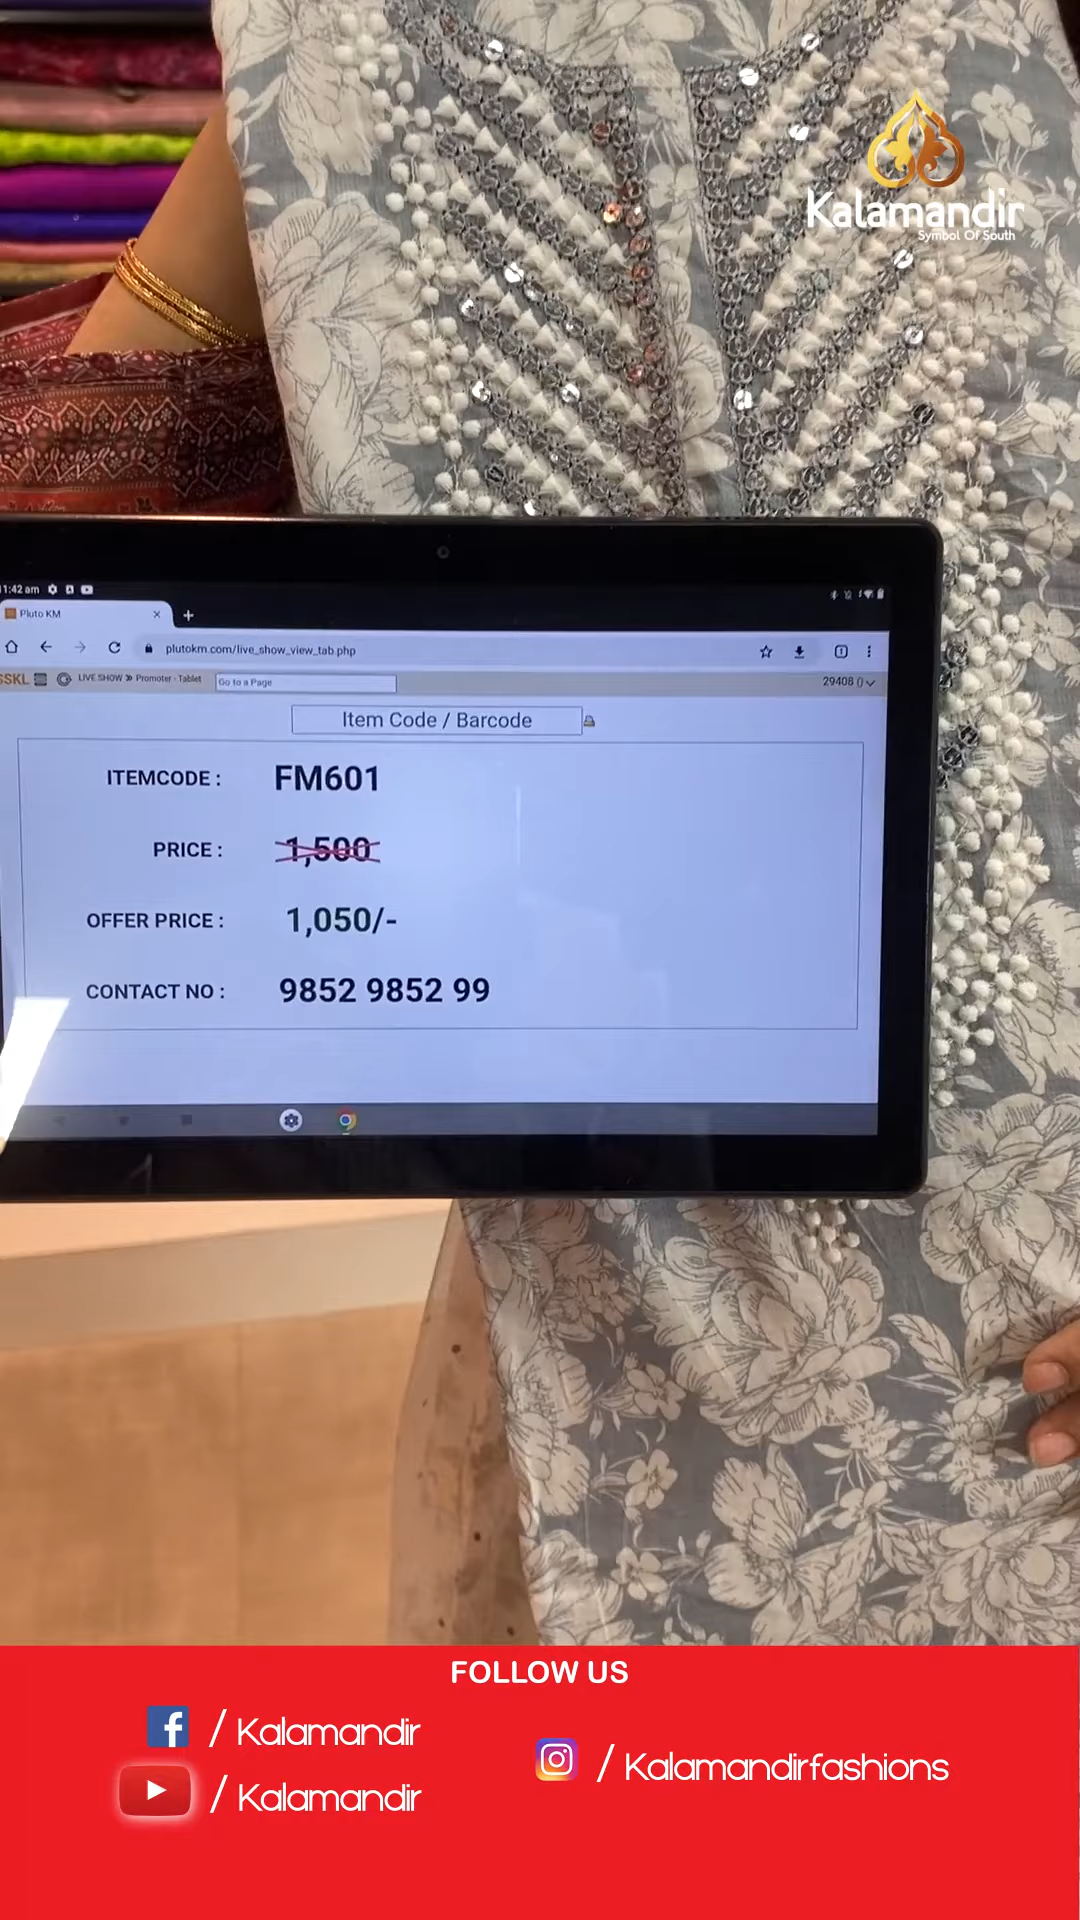 Kalamandir
Symbol Of South
11:42 am
Pluto KM
plutokm.com/live_show_view_tab.php
SSKL
LIVE SHOW » Promoter - Tablet
Go to a Page
29408 ()
Item Code / Barcode
ITEMCODE : FM601
PRICE : 1,500
OFFER PRICE : 1,050/-
CONTACT NO : 9852 9852 99
FOLLOW US
/ Kalamandir
/ Kalamandirfashions
/ Kalamandir